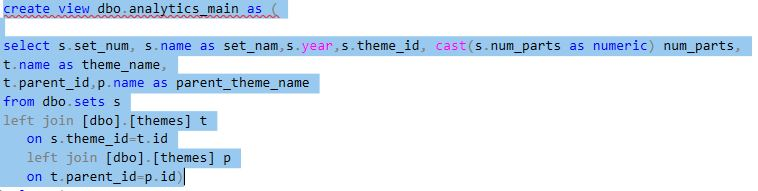 create view dbo.analytics_main as (
select s.set_num, s.name as set_nam,s.year,s.theme_id, cast(s.num_parts as numeric) num_parts,
t.name as theme_name,
t.parent_id,p.name as parent_theme_name
from dbo.sets s
left join [dbo].[themes] t
on s.theme_id=t.id
left join [dbo].[themes] p
on t.parent_id=p.id)